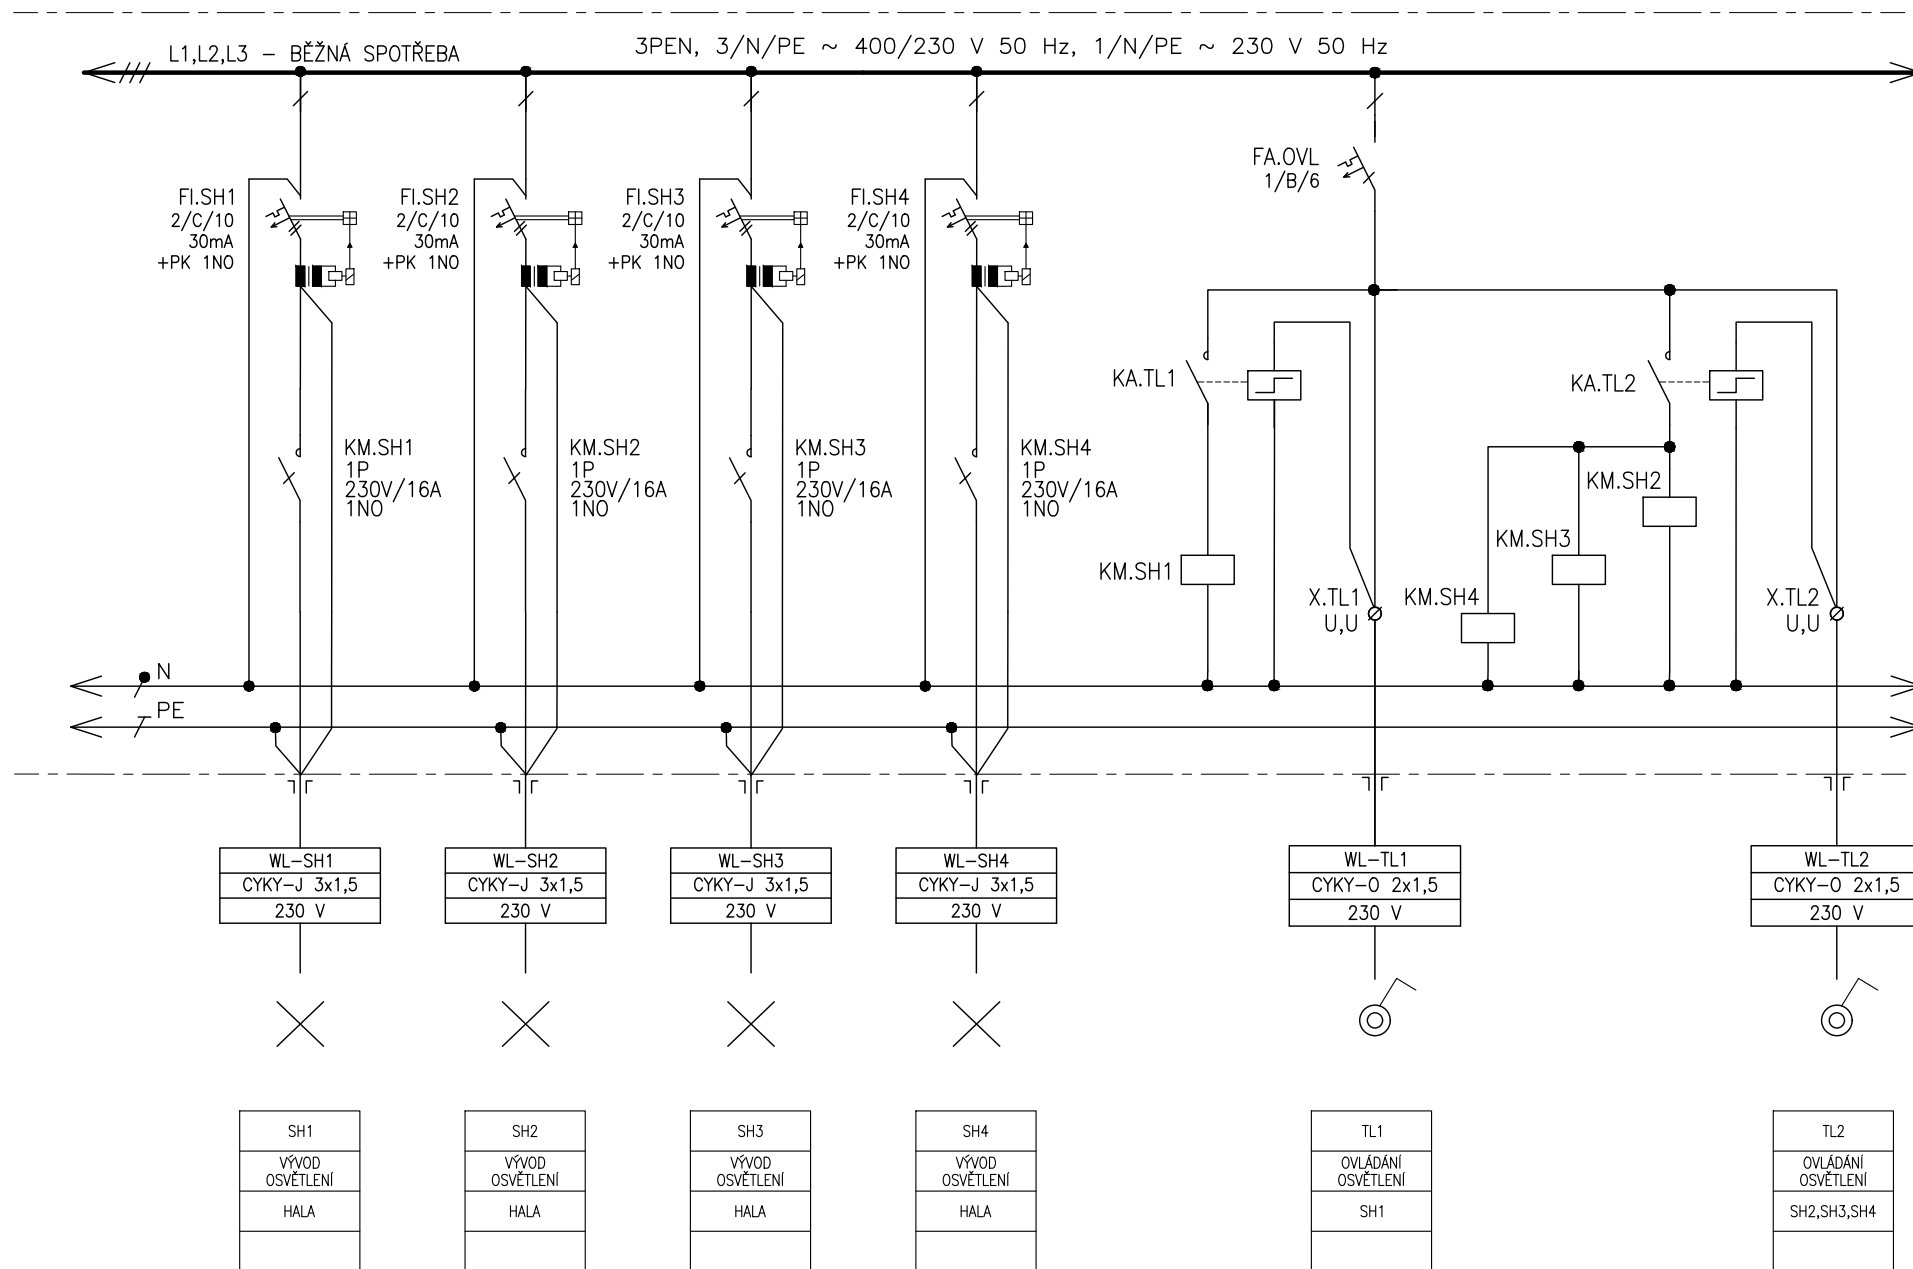 L1,L2,L3 – BĚŽNÁ SPOTŘEBA
3PEN, 3/N/PE ~ 400/230 V 50 Hz, 1/N/PE ~ 230 V 50 Hz
FI.SH1
2/C/10
30mA
+PK 1NO
FI.SH2
2/C/10
30mA
+PK 1NO
FI.SH3
2/C/10
30mA
+PK 1NO
FI.SH4
2/C/10
30mA
+PK 1NO
FA.OVL
1/B/6
KA.TL1
KA.TL2
KM.SH1
1P
230V/16A
1NO
KM.SH2
1P
230V/16A
1NO
KM.SH3
1P
230V/16A
1NO
KM.SH4
1P
230V/16A
1NO
KM.SH1
KM.SH2
KM.SH3
KM.SH4
X.TL1
U,U
X.TL2
U,U
N
PE
WL–SH1
CYKY–J 3x1,5
230 V
WL–SH2
CYKY–J 3x1,5
230 V
WL–SH3
CYKY–J 3x1,5
230 V
WL–SH4
CYKY–J 3x1,5
230 V
WL–TL1
CYKY–O 2x1,5
230 V
WL–TL2
CYKY–O 2x1,5
230 V
SH1
VÝVOD
OSVĚTLENÍ
HALA
SH2
VÝVOD
OSVĚTLENÍ
HALA
SH3
VÝVOD
OSVĚTLENÍ
HALA
SH4
VÝVOD
OSVĚTLENÍ
HALA
TL1
OVLÁDÁNÍ
OSVĚTLENÍ
SH1
TL2
OVLÁDÁNÍ
OSVĚTLENÍ
SH2,SH3,SH4